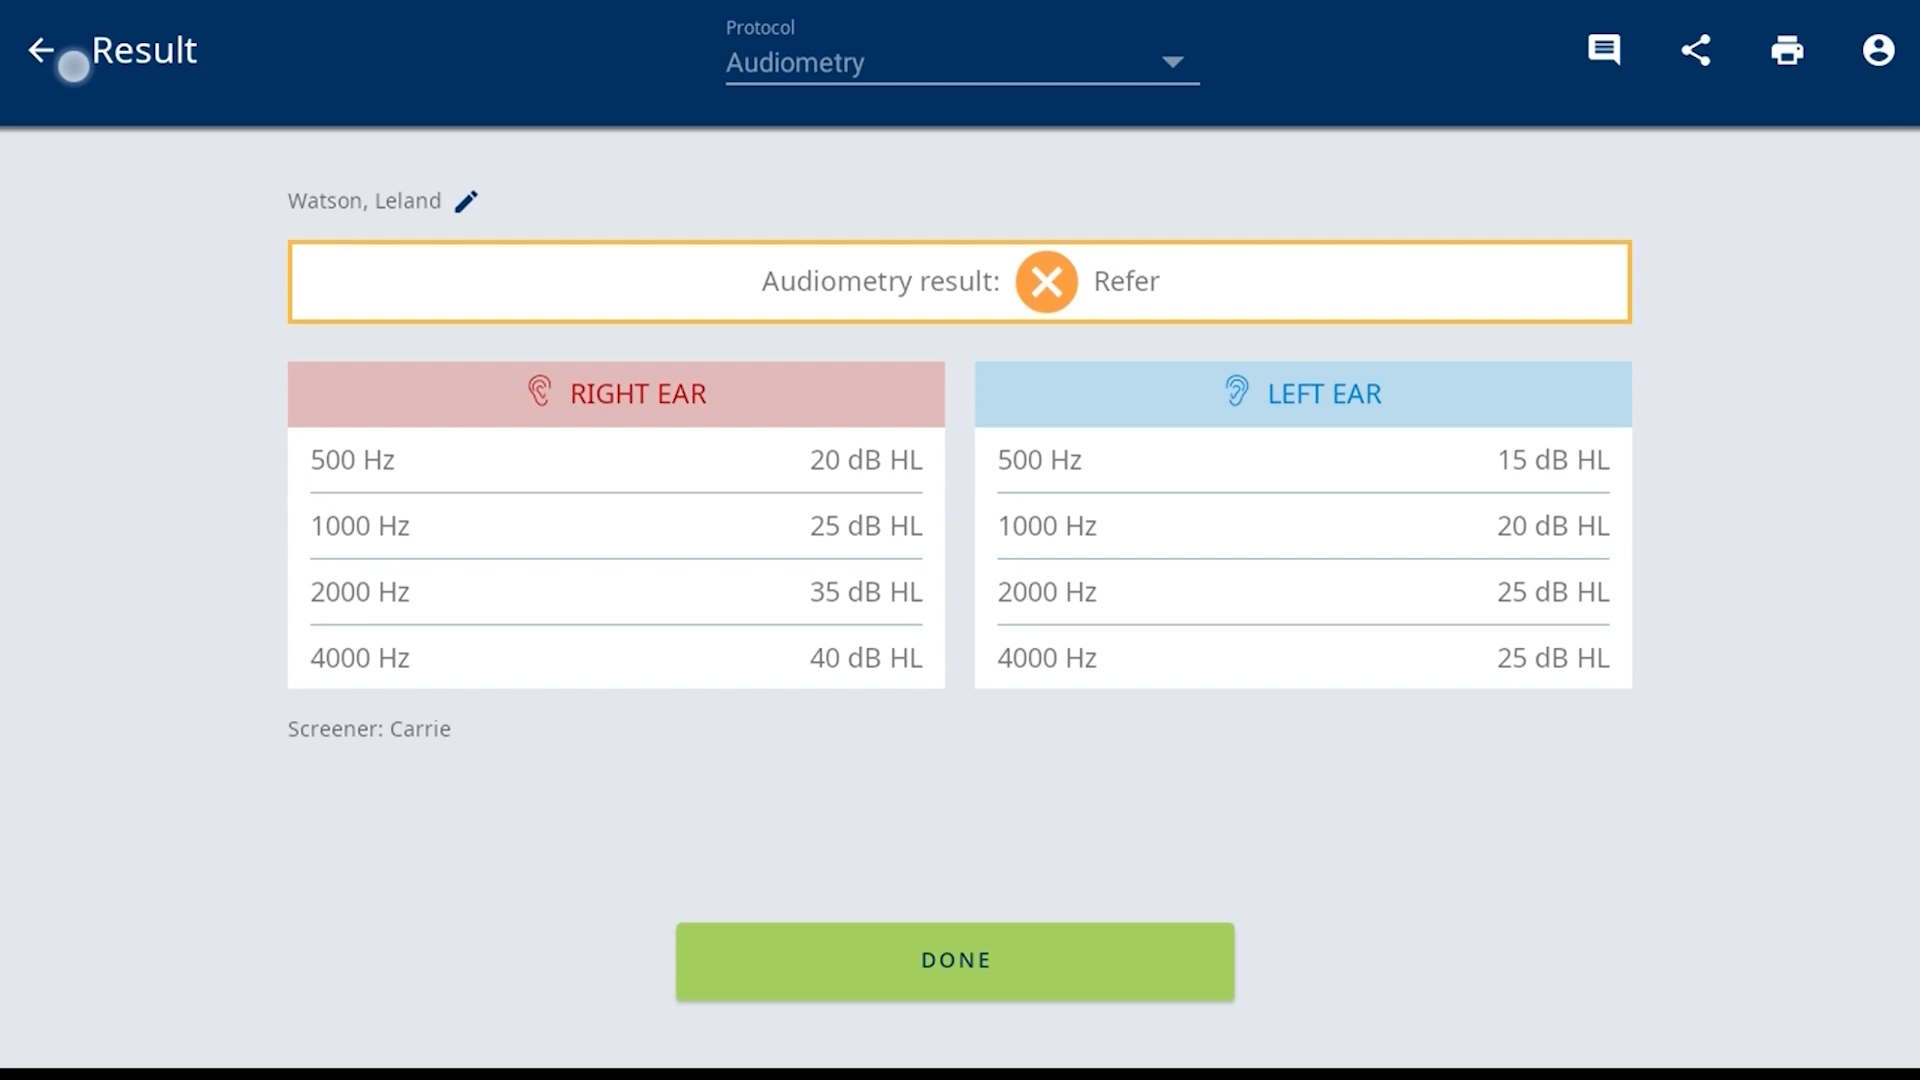 Result
Protocol
Audiometry
Watson, Leland
Audiometry result: Refer
RIGHT EAR
500 Hz 20 dB HL
1000 Hz 25 dB HL
2000 Hz 35 dB HL
4000 Hz 40 dB HL
LEFT EAR
500 Hz 15 dB HL
1000 Hz 20 dB HL
2000 Hz 25 dB HL
4000 Hz 25 dB HL
Screener: Carrie
DONE